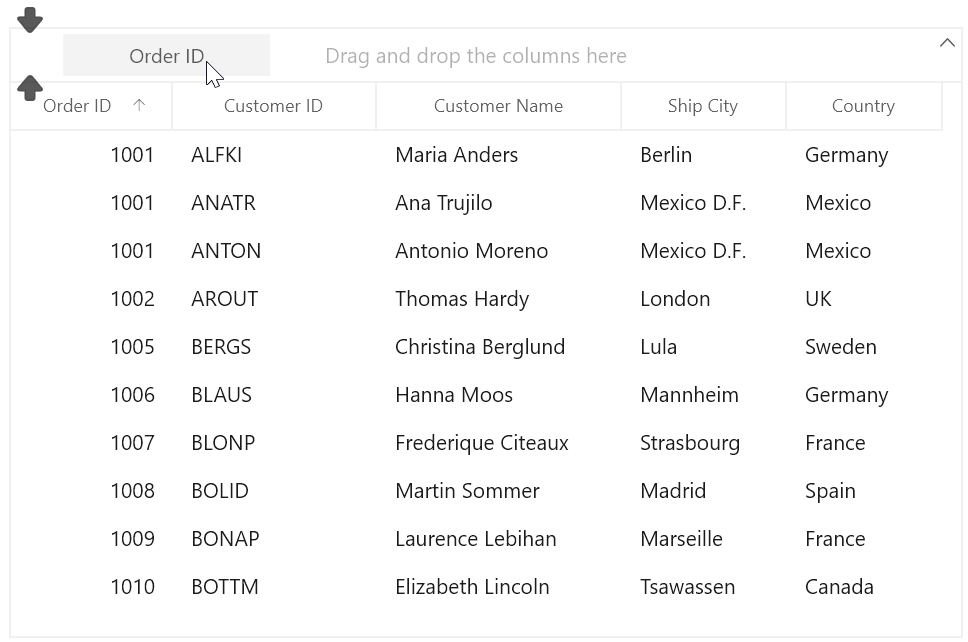 Order ID Drag and drop the columns here
Order ID Customer ID Customer Name Ship City Country
1001 ALFKI Maria Anders Berlin Germany
1001 ANATR Ana Trujilo Mexico D.F. Mexico
1001 ANTON Antonio Moreno Mexico D.F. Mexico
1002 AROUT Thomas Hardy London UK
1005 BERGS Christina Berglund Lula Sweden
1006 BLAUS Hanna Moos Mannheim Germany
1007 BLONP Frederique Citeaux Strasbourg France
1008 BOLID Martin Sommer Madrid Spain
1009 BONAP Laurence Lebihan Marseille France
1010 BOTTM Elizabeth Lincoln Tsawassen Canada